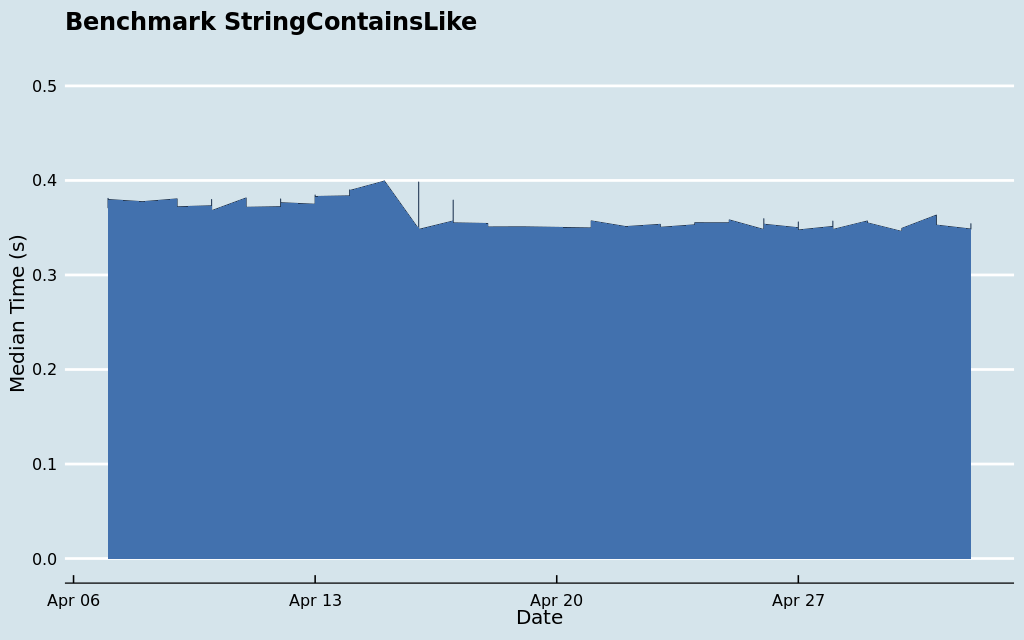 Benchmark StringContainsLike
0.5
0.4
0.3
0.2
0.1
0.0
Median Time (s)
Apr 06
Apr 13
Apr 20
Apr 27
Date